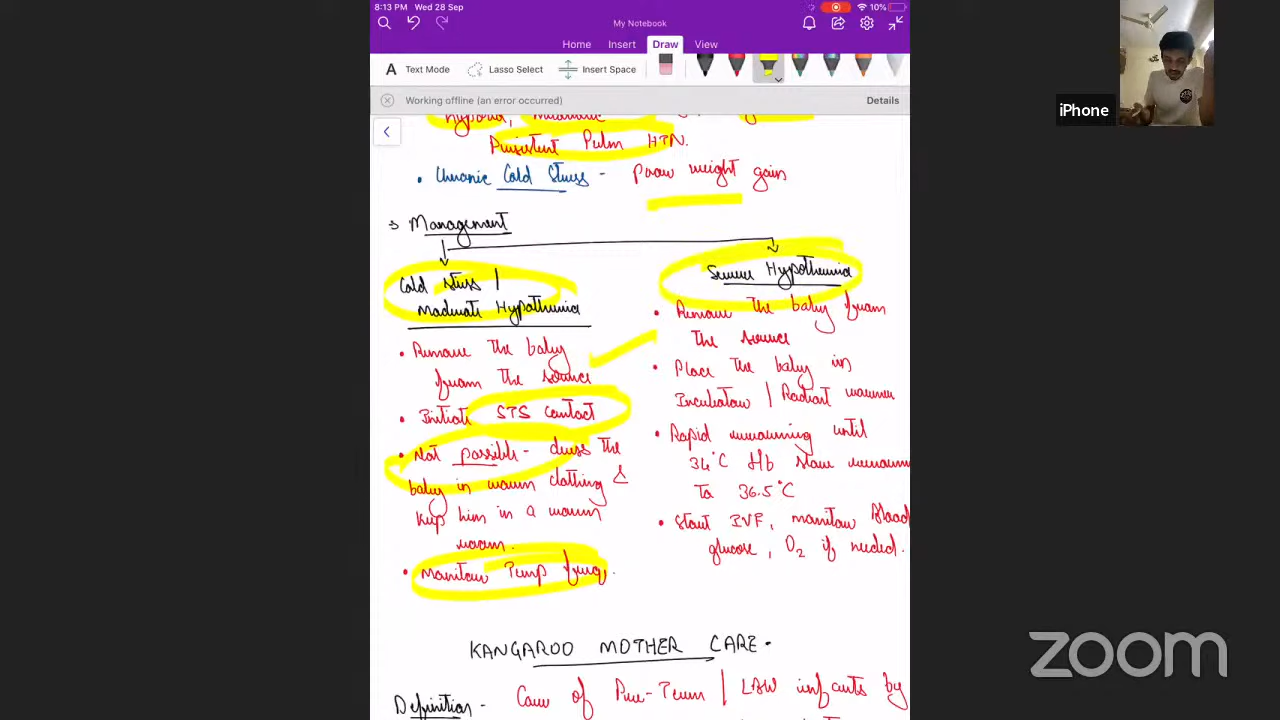 8:13 PM Wed 28 Sep
10%
My Notebook
Home Insert Draw View
A Text Mode Lasso Select Insert Space
Working offline (an error occurred) Details
iPhone
Persistent Pulm HTN.
• Chronic Cold Stress - Poor weight gain
→ Management
Cold stress |
Moderate Hypothermia
• Remove the baby
from the source
• Initiate STS contact
• Not possible - dress the
baby in warm clothing &
Keep him in a warm
room.
• Monitor Temp freq.
Severe Hypothermia
• Remove the baby from
the source
• Place the baby in
Incubator | Radiant warmer
• Rapid warming until
34°C f/b slow warming
To 36.5°C
• Start IVF, monitor Blood
glucose, O2 if needed.
KANGAROO MOTHER CARE -
Definition - Care of Pre-Term | LBW infants by
zoom